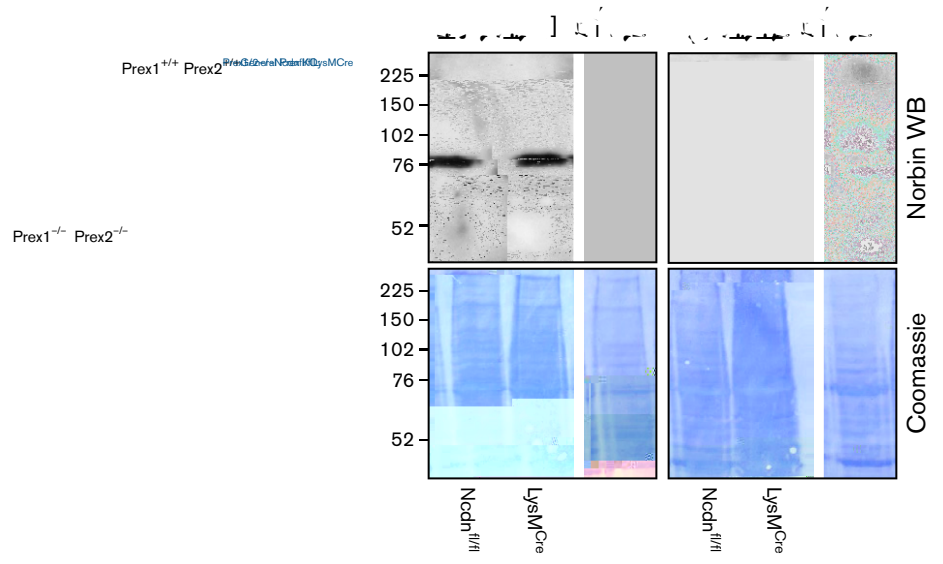 Prex1+/+ Prex2
225
150
102
76
52
Norbin WB
Prex1−/− Prex2−/−
225
150
102
76
52
Coomassie
Ncdnfl/fl
LysMCre
Ncdnfl/fl
LysMCre